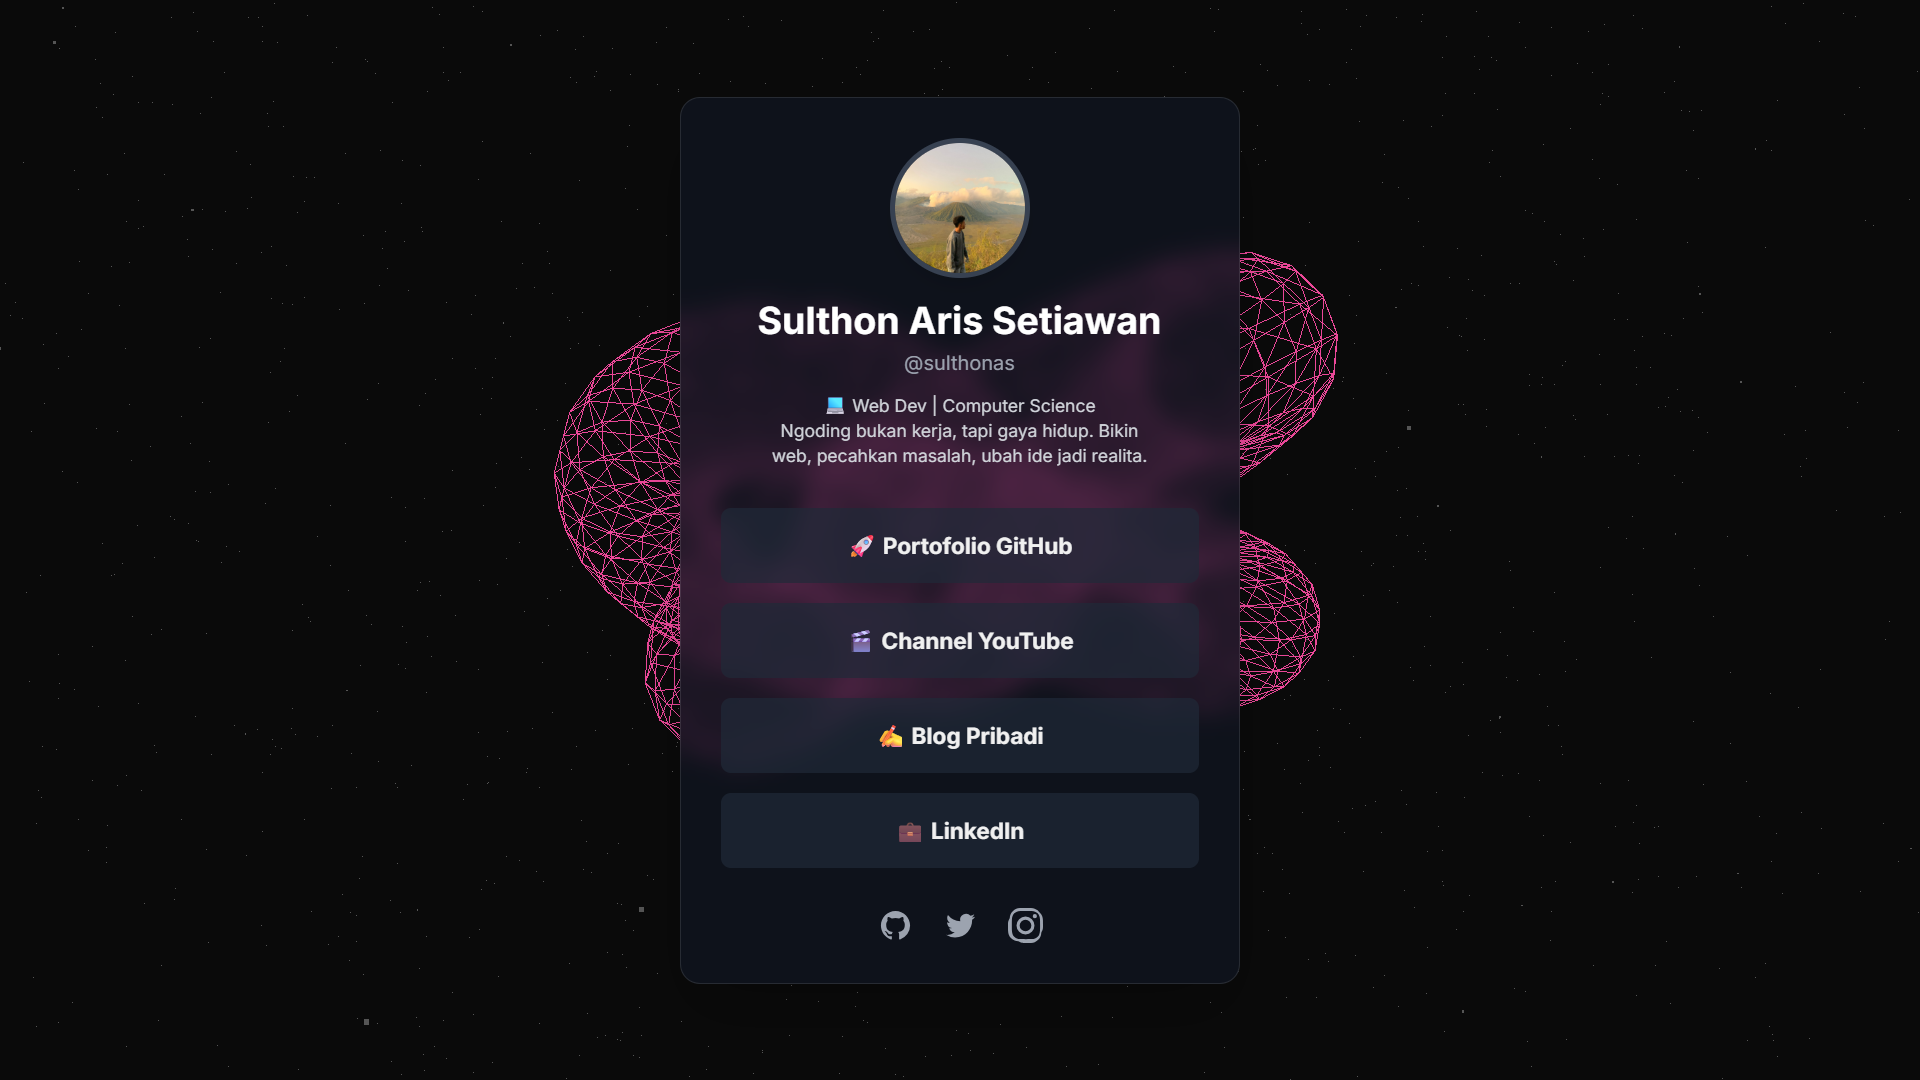 Sulthon Aris Setiawan
@sulthonas
💻 Web Dev | Computer Science
Ngoding bukan kerja, tapi gaya hidup. Bikin
web, pecahkan masalah, ubah ide jadi realita.
🚀 Portofolio GitHub
🎬 Channel YouTube
✍️ Blog Pribadi
💼 LinkedIn